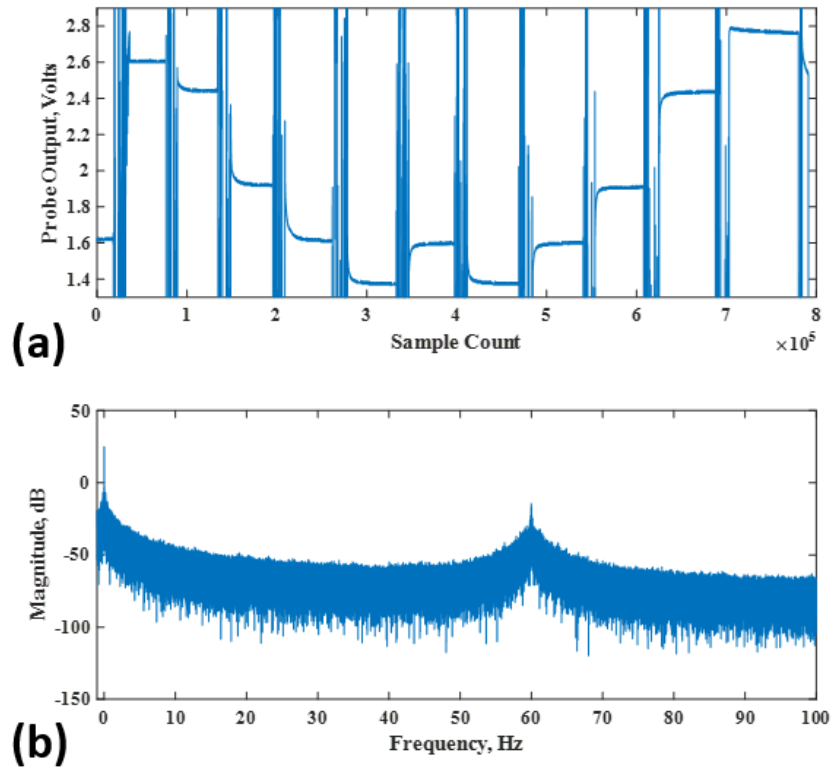 2.8
2.6
2.4
2.2
2
1.8
1.6
1.4
Probe Output, Volts
0 1 2 3 4 5 6 7 8
Sample Count
×10^5
(a)
50
0
-50
-100
-150
Magnitude, dB
0 10 20 30 40 50 60 70 80 90 100
Frequency, Hz
(b)